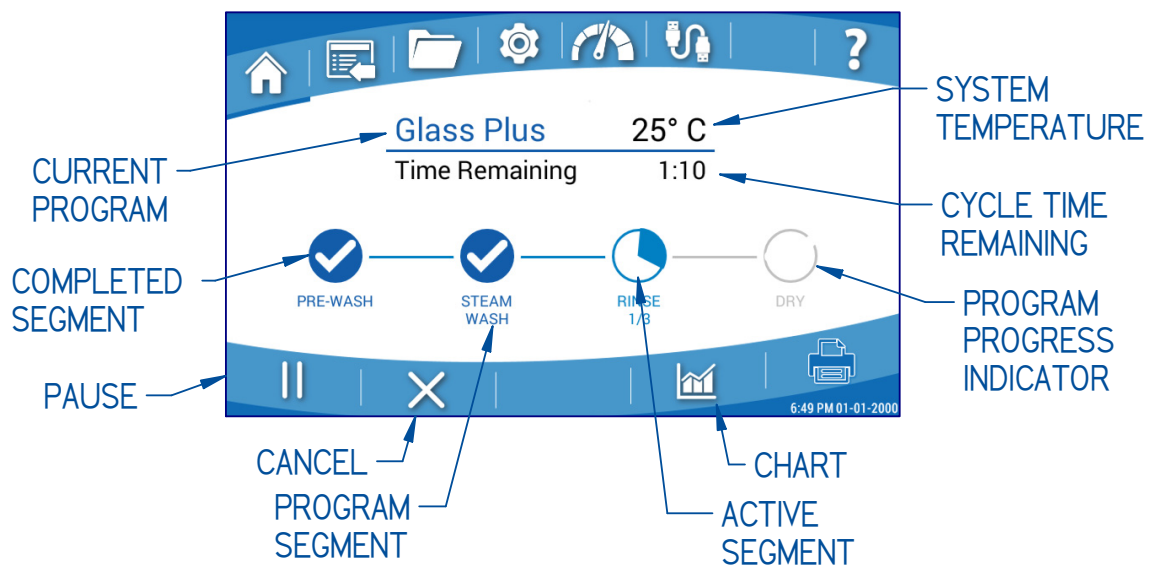 ?
SYSTEM
TEMPERATURE
Glass Plus 25° C
Time Remaining 1:10
CURRENT
PROGRAM
CYCLE TIME
REMAINING
COMPLETED
SEGMENT
PRE-WASH
STEAM
WASH
RINSE
1/3
DRY
PROGRAM
PROGRESS
INDICATOR
PAUSE
6:49 PM 01-01-2000
CANCEL
CHART
PROGRAM
SEGMENT
ACTIVE
SEGMENT